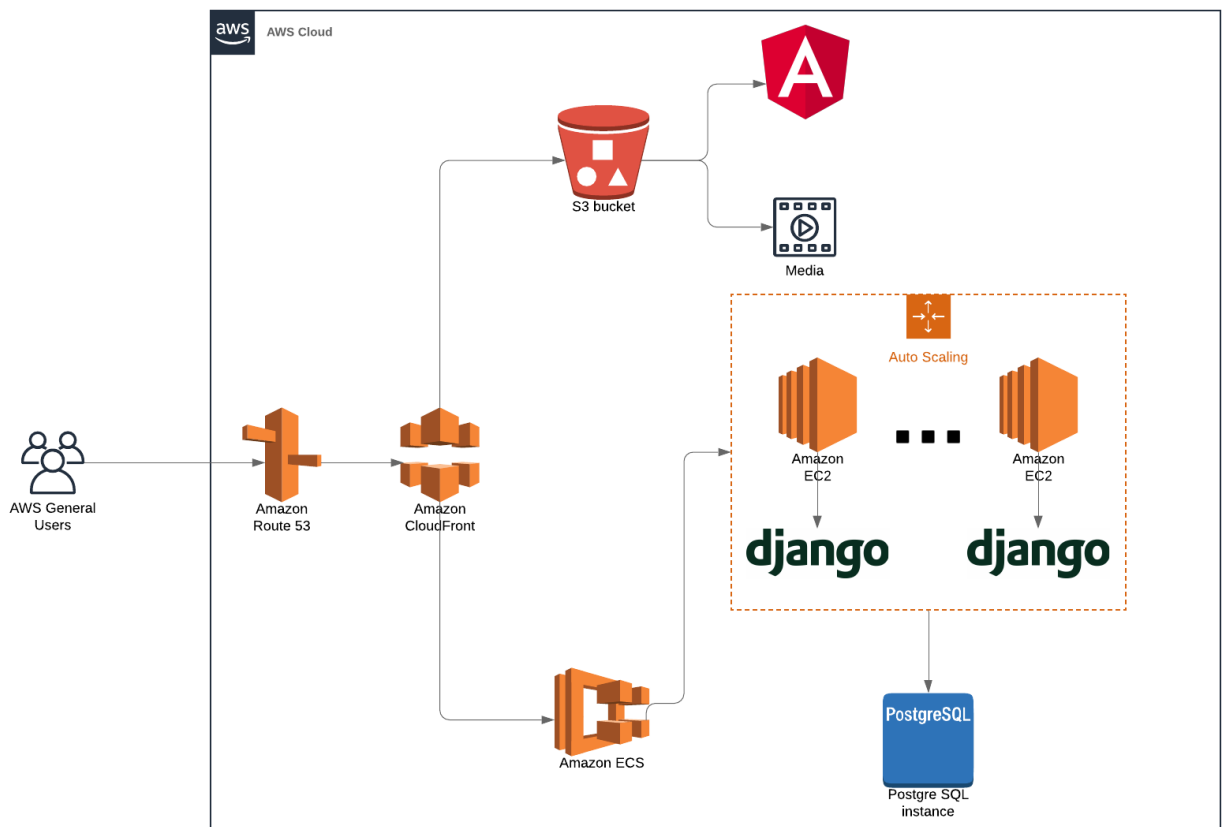 aws
AWS Cloud
A
S3 bucket
Media
Auto Scaling
Amazon
EC2
Amazon
EC2
django
django
AWS General
Users
Amazon
Route 53
Amazon
CloudFront
Amazon ECS
PostgreSQL
Postgre SQL
instance